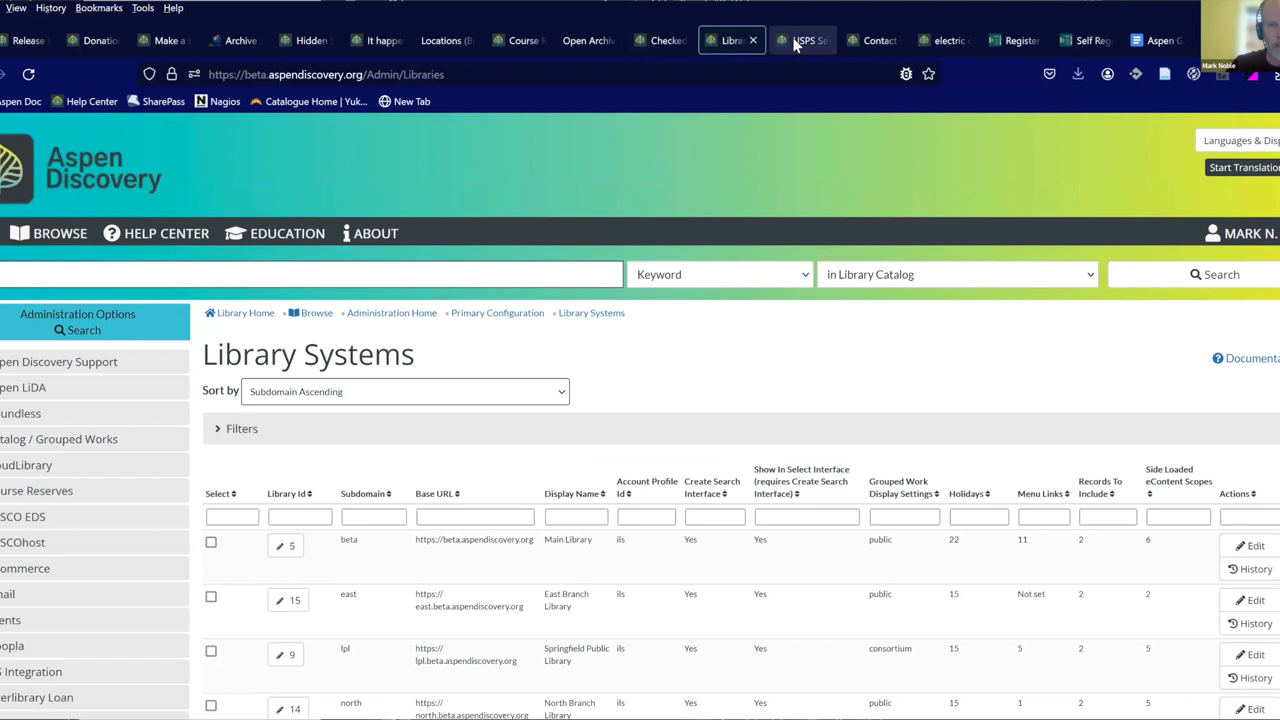 View History Bookmarks Tools Help
Release Donatio Make a L Archive Hidden S It happe Locations (B Course R Open Archiv Checked Librar USPS Se Contact electric c Register Self Reg Aspen G
https://beta.aspendiscovery.org/Admin/Libraries
Mark Noble
Aspen Doc Help Center SharePass Nagios Catalogue Home | Yuk... New Tab
Aspen
Discovery
Languages & Disp
Start Translation
BROWSE HELP CENTER EDUCATION ABOUT MARK N.
Keyword in Library Catalog Search
Administration Options
Search
Library Home » Browse » Administration Home » Primary Configuration » Library Systems
Library Systems
Documenta
Sort by Subdomain Ascending
Filters
pen Discovery Support
pen LiDA
oundless
talog / Grouped Works
oudLibrary
urse Reserves
SCO EDS
SCOhost
ommerce
mail
ents
oopla
S Integration
terlibrary Loan
Select Library Id Subdomain Base URL Display Name Account Profile Id Create Search Interface Show In Select Interface (requires Create Search Interface) Grouped Work Display Settings Holidays Menu Links Records To Include Side Loaded eContent Scopes Actions
5 beta https://beta.aspendiscovery.org Main Library ils Yes Yes public 22 11 2 6 Edit
History
15 east https://east.beta.aspendiscovery.org East Branch Library ils Yes Yes public 15 Not set 2 2 Edit
History
9 lpl https://lpl.beta.aspendiscovery.org Springfield Public Library ils Yes Yes consortium 15 5 2 5 Edit
History
14 north https://north.beta.aspendiscovery.org North Branch Library ils Yes Yes public 15 1 2 5 Edit